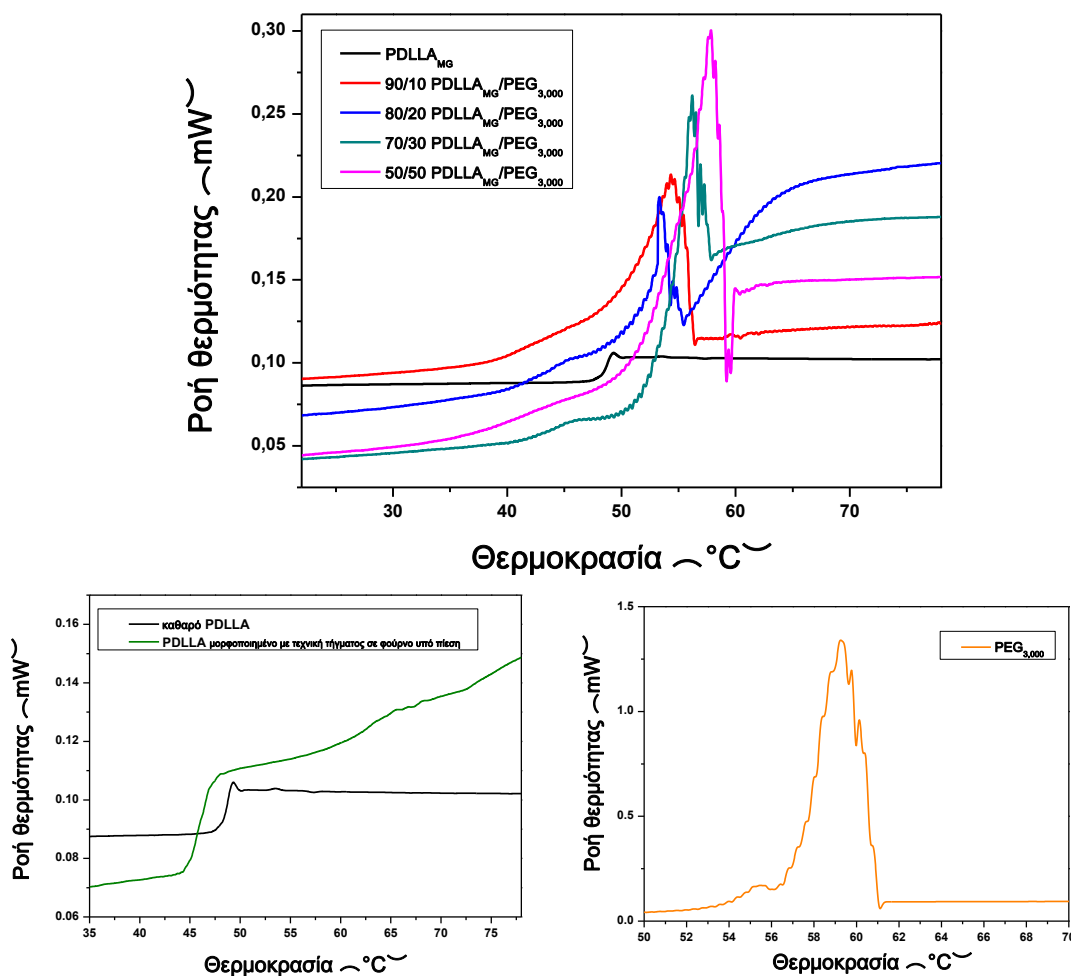 0,30
0,25
0,20
0,15
0,10
0,05
Ροή θερμότητας (mW)
PDLLA_MG
90/10 PDLLA_MG/PEG_3,000
80/20 PDLLA_MG/PEG_3,000
70/30 PDLLA_MG/PEG_3,000
50/50 PDLLA_MG/PEG_3,000
30 40 50 60 70
Θερμοκρασία (°C)
0.16
0.14
0.12
0.10
0.08
0.06
Ροή θερμότητας (mW)
καθαρό PDLLA
PDLLA μορφοποιημένο με τεχνική τήγματος σε φούρνο υπό πίεση
35 40 45 50 55 60 65 70 75
Θερμοκρασία (°C)
1.5
1.0
0.5
0.0
Ροή θερμότητας (mW)
PEG_3,000
50 52 54 56 58 60 62 64 66 68 70
Θερμοκρασία (°C)